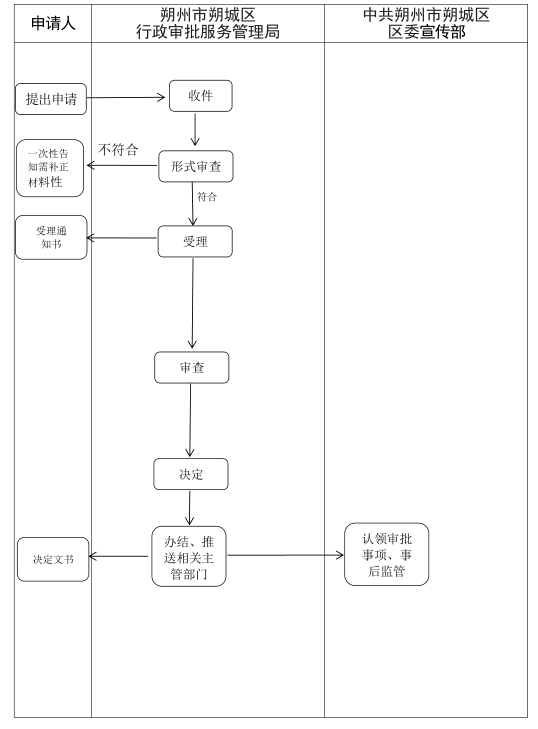 申请人
朔州市朔城区
行政审批服务管理局
中共朔州市朔城区
区委宣传部
提出申请
收件
不符合
一次性告
知需补正
材料性
形式审查
符合
受理通
知书
受理
审查
决定
决定文书
办结、推
送相关主
管部门
认领审批
事项、事
后监管